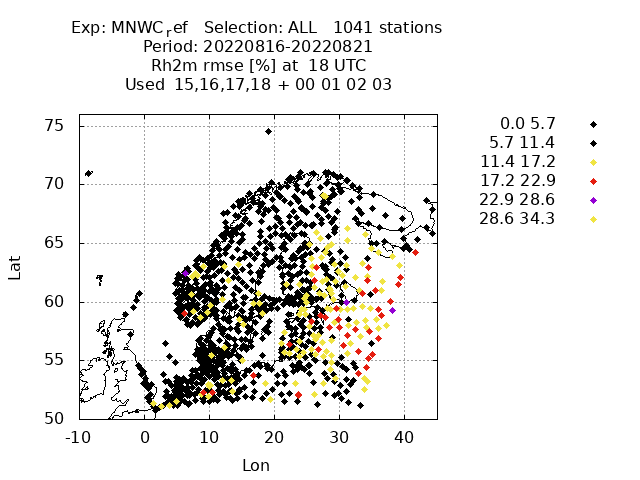 Exp: MNWCref   Selection: ALL   1041 stations
Period: 20220816-20220821
Rh2m rmse [%] at  18 UTC
Used  15,16,17,18 + 00 01 02 03
0.0 5.7
5.7 11.4
11.4 17.2
17.2 22.9
22.9 28.6
28.6 34.3
75
70
65
60
55
50
Lat
-10 0 10 20 30 40
Lon